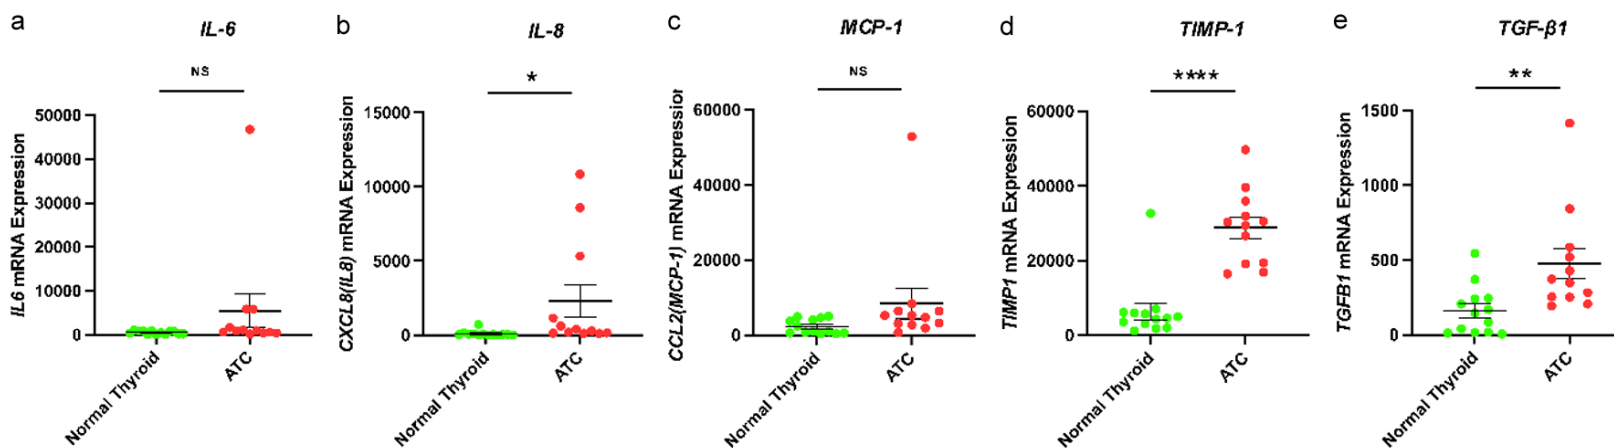 a
IL-6
NS
IL6 mRNA Expression
50000
40000
30000
20000
10000
0
Normal Thyroid
ATC
b
IL-8
*
CXCL8(IL8) mRNA Expression
15000
10000
5000
0
Normal Thyroid
ATC
c
MCP-1
NS
CCL2(MCP-1) mRNA Expression
60000
40000
20000
0
Normal Thyroid
ATC
d
TIMP-1
****
TIMP1 mRNA Expression
60000
40000
20000
0
Normal Thyroid
ATC
e
TGF-β1
**
TGFB1 mRNA Expression
1500
1000
500
0
Normal Thyroid
ATC